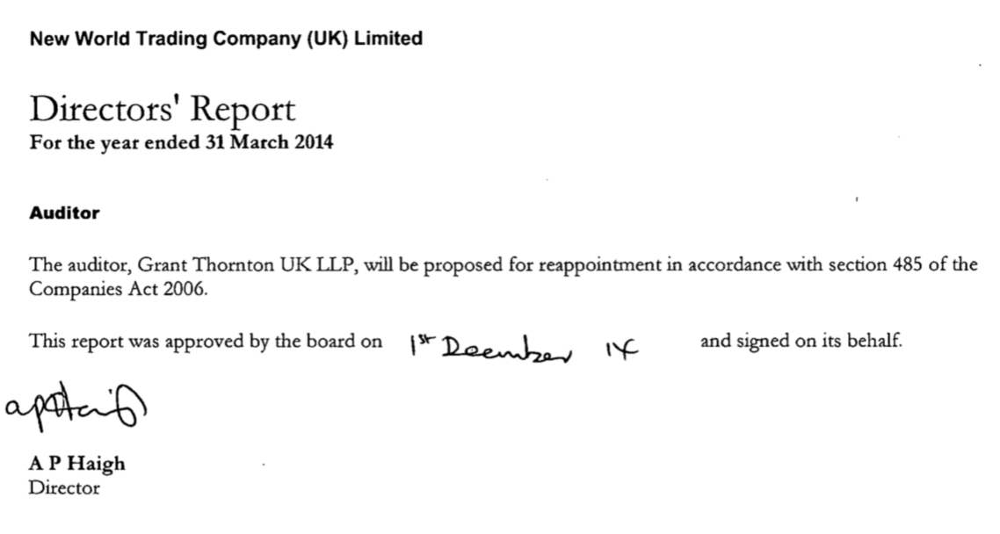 New World Trading Company (UK) Limited
Directors' Report
For the year ended 31 March 2014
Auditor
The auditor, Grant Thornton UK LLP, will be proposed for reappointment in accordance with section 485 of the
Companies Act 2006.
This report was approved by the board on 1st December 14 and signed on its behalf.
A P Haigh
Director